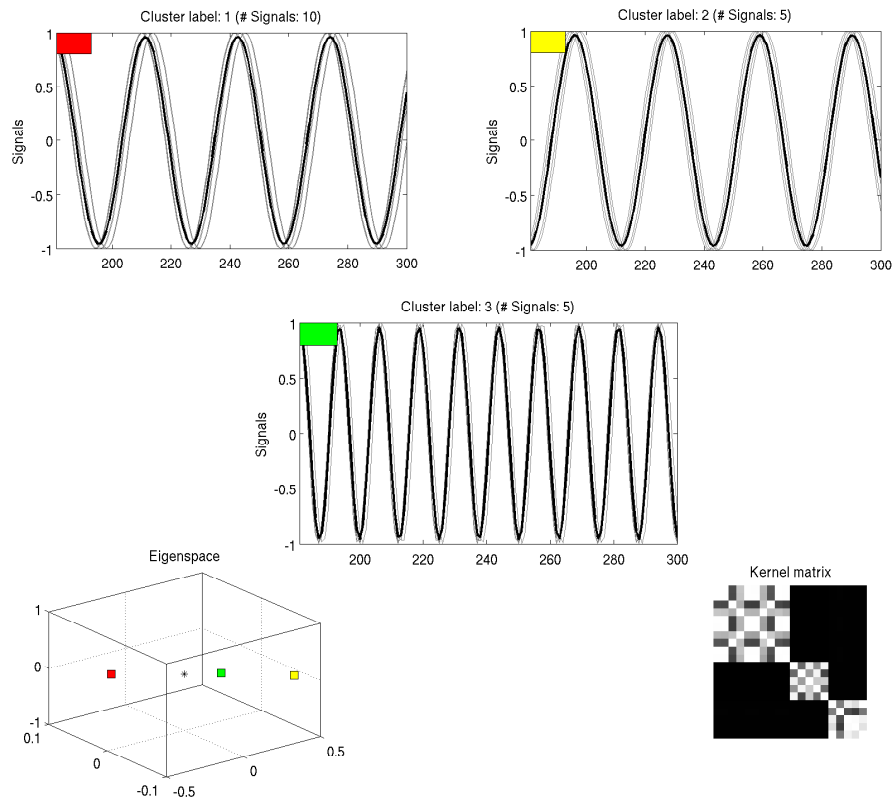 Cluster label: 1 (# Signals: 10)
Signals
1
0.5
0
-0.5
-1
200 220 240 260 280 300
Cluster label: 2 (# Signals: 5)
Signals
1
0.5
0
-0.5
-1
200 220 240 260 280 300
Cluster label: 3 (# Signals: 5)
Signals
1
0.5
0
-0.5
-1
200 225 225 250 260 280 300
Eigenspace
1
0
-1
0.1
0
-0.1
-0.5
0
0.5
Kernel matrix